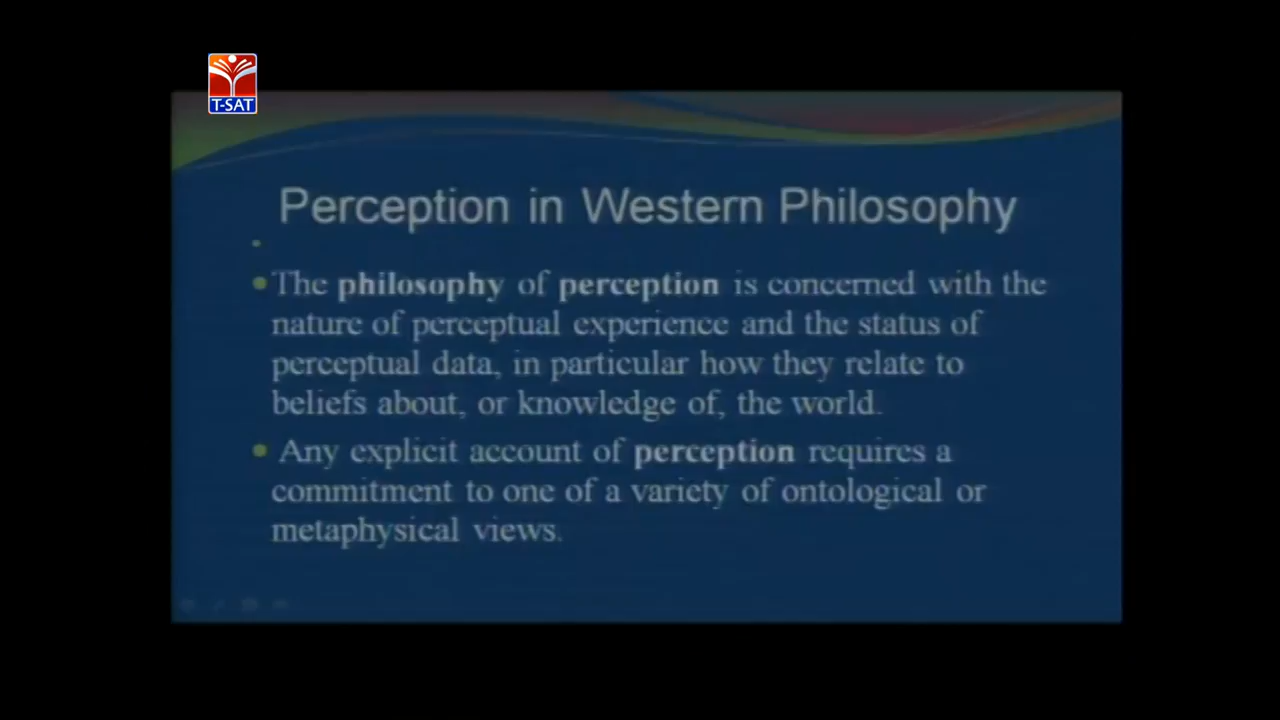 T-SAT
Perception in Western Philosophy
The philosophy of perception is concerned with the
nature of perceptual experience and the status of
perceptual data, in particular how they relate to
beliefs about, or knowledge of, the world.
Any explicit account of perception requires a
commitment to one of a variety of ontological or
metaphysical views.